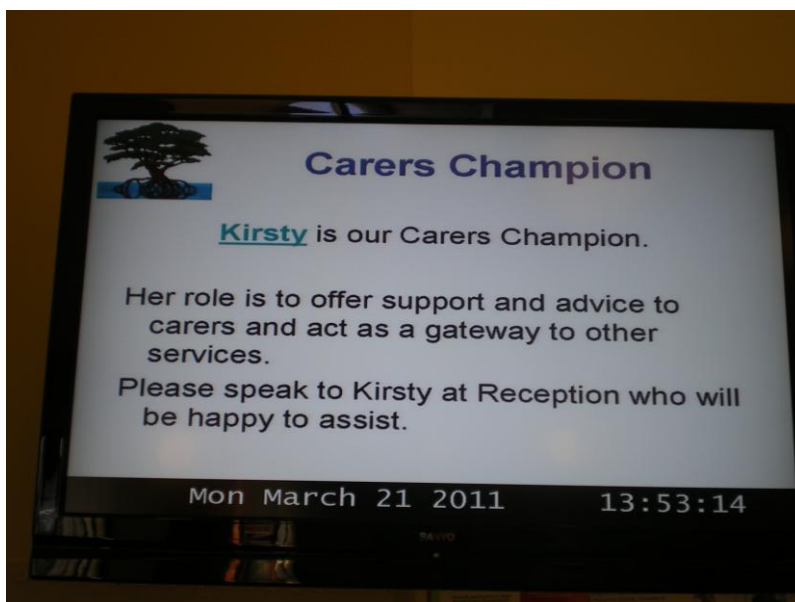 Carers Champion
Kirsty is our Carers Champion.
Her role is to offer support and advice to
carers and act as a gateway to other
services.
Please speak to Kirsty at Reception who will
be happy to assist.
Mon March 21 2011 13:53:14
SANYO